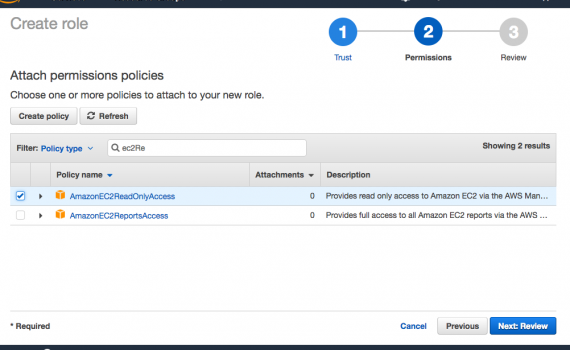 Create role
1
2
3
Trust
Permissions
Review
Attach permissions policies
Choose one or more policies to attach to your new role.
Create policy
Refresh
Filter: Policy type
ec2Re
Showing 2 results
Policy name
Attachments
Description
AmazonEC2ReadOnlyAccess
0
Provides read only access to Amazon EC2 via the AWS Man...
AmazonEC2ReportsAccess
0
Provides full access to all Amazon EC2 reports via the AWS ...
* Required
Cancel
Previous
Next: Review